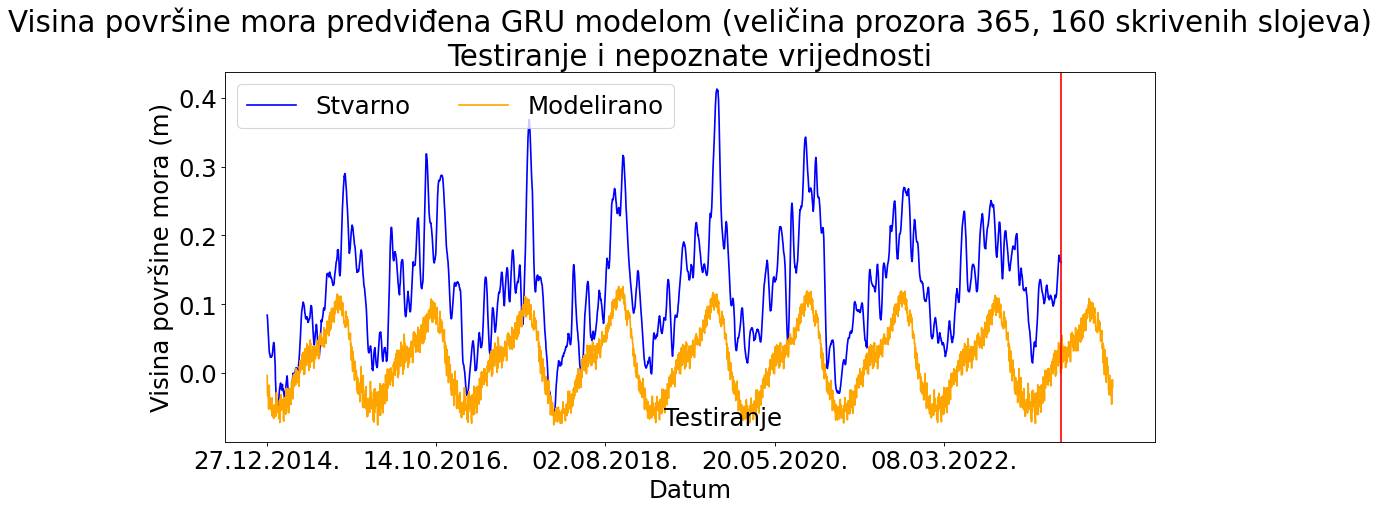 Visina površine mora predviđena GRU modelom (veličina prozora 365, 160 skrivenih slojeva)
Testiranje i nepoznate vrijednosti
Stvarno
Modelirano
Visina površine mora (m)
0.4
0.3
0.2
0.1
0.0
Testiranje
27.12.2014.
14.10.2016.
02.08.2018.
20.05.2020.
08.03.2022.
Datum